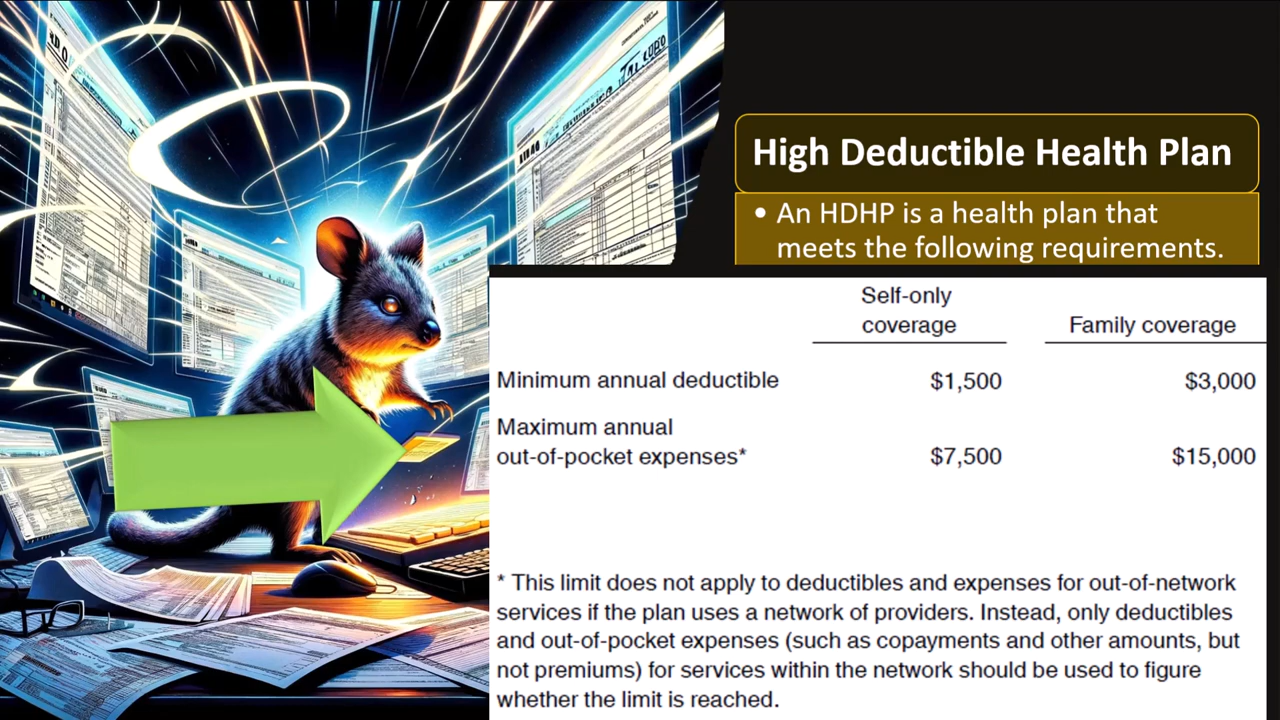 High Deductible Health Plan
• An HDHP is a health plan that
meets the following requirements.
Self-only
coverage
Family coverage
Minimum annual deductible $1,500 $3,000
Maximum annual
out-of-pocket expenses* $7,500 $15,000
* This limit does not apply to deductibles and expenses for out-of-network
services if the plan uses a network of providers. Instead, only deductibles
and out-of-pocket expenses (such as copayments and other amounts, but
not premiums) for services within the network should be used to figure
whether the limit is reached.